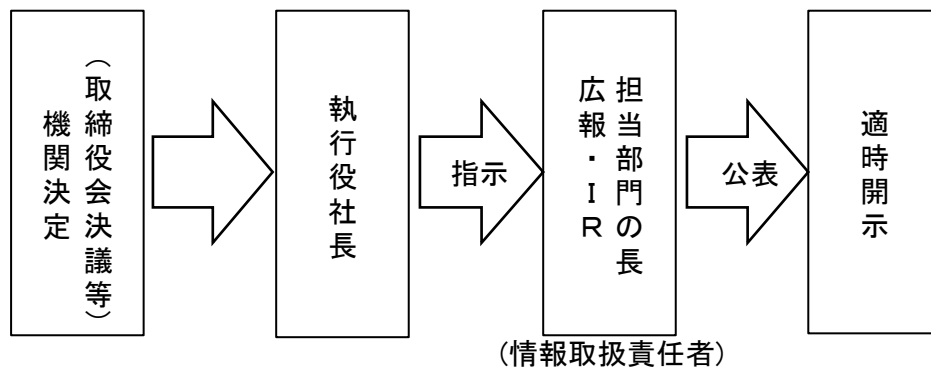 機関決定
（取締役会決議等）
執行役社長
指示
広報・ＩＲ
担当部門の長
（情報取扱責任者）
公表
適時開示